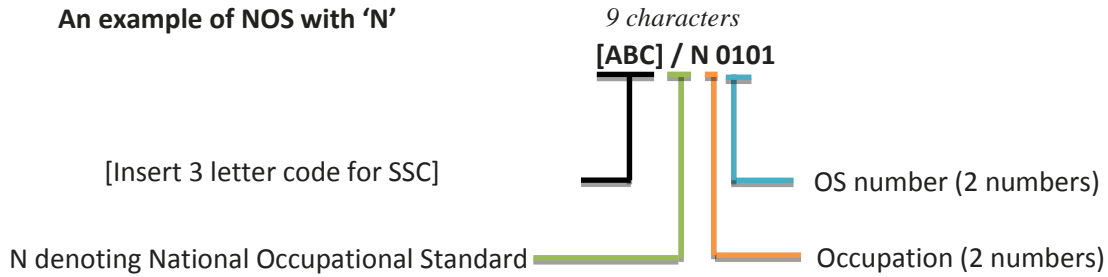 An example of NOS with ‘N’
9 characters
[ABC] / N 0101
[Insert 3 letter code for SSC]
OS number (2 numbers)
N denoting National Occupational Standard
Occupation (2 numbers)